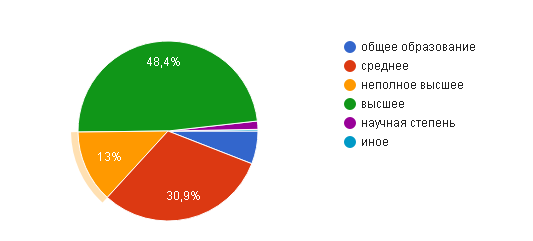 48,4%
13%
30,9%
общее образование
среднее
неполное высшее
высшее
научная степень
иное